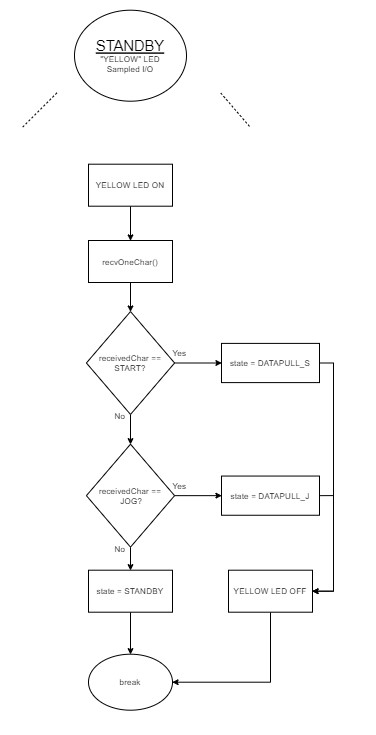 STANDBY
"YELLOW" LED
Sampled I/O
YELLOW LED ON
recvOneChar()
receivedChar ==
START?
Yes
state = DATAPULL_S
No
receivedChar ==
JOG?
Yes
state = DATAPULL_J
No
state = STANDBY
YELLOW LED OFF
break